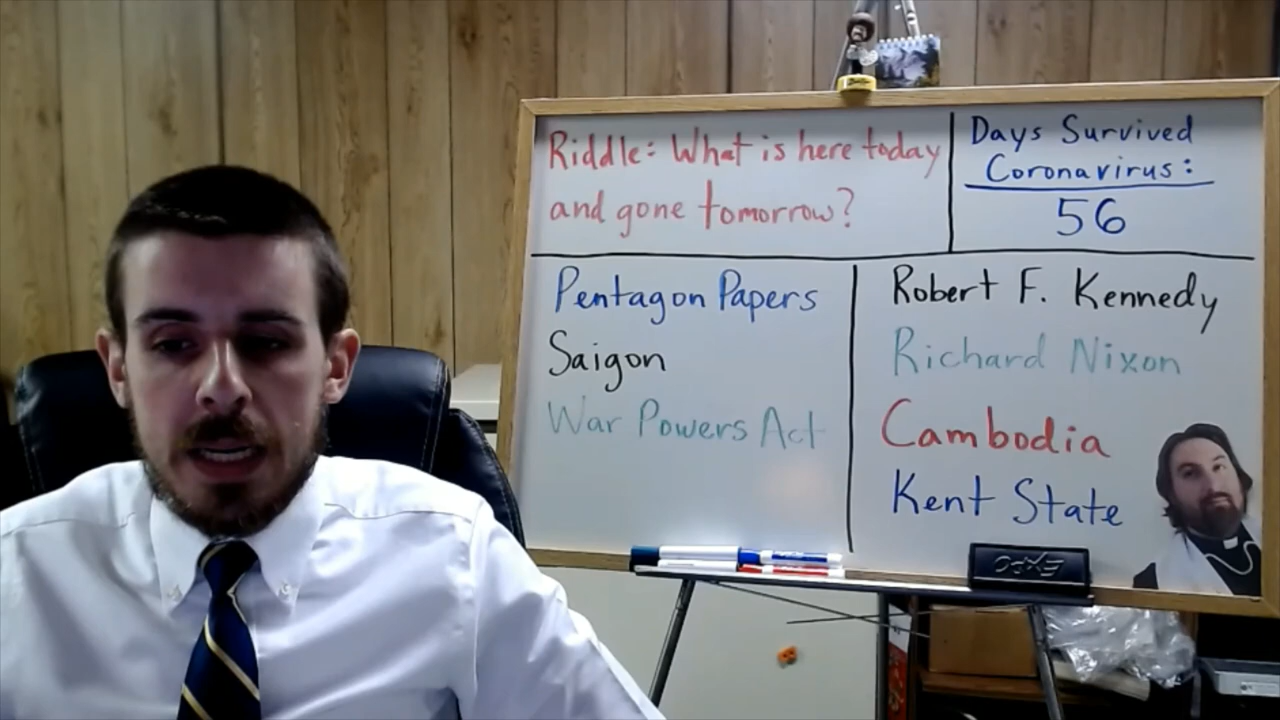 Riddle: What is here today
and gone tomorrow?
Days Survived
Coronavirus:
56
Pentagon Papers
Saigon
War Powers Act
Robert F. Kennedy
Richard Nixon
Cambodia
Kent State
EXPO